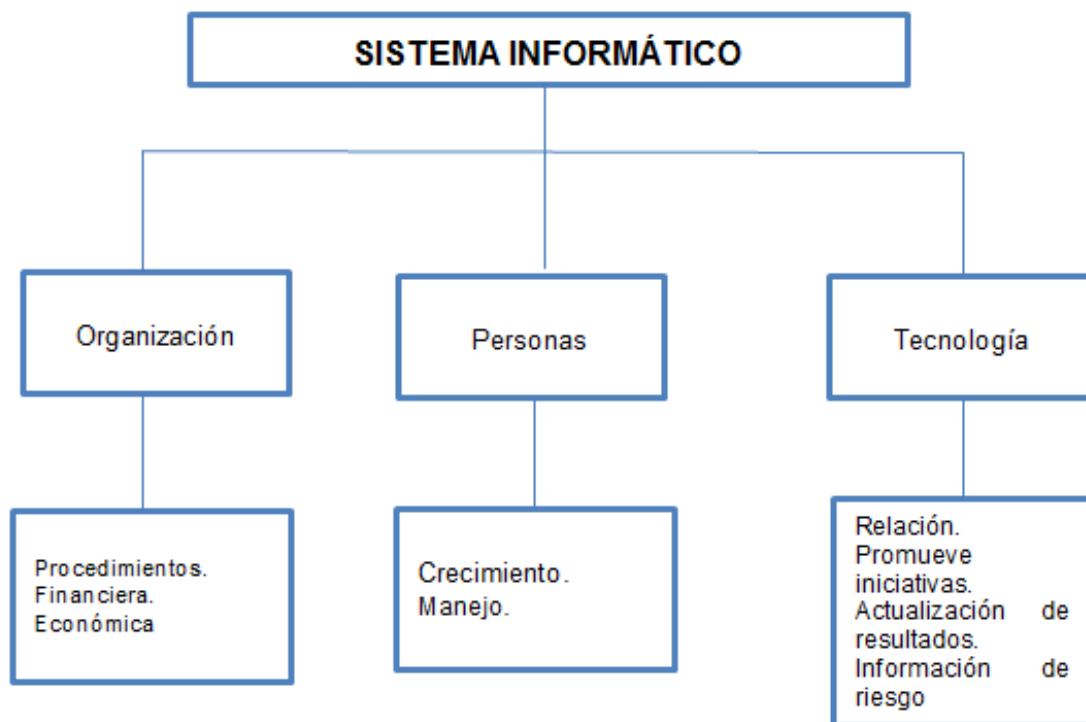 SISTEMA INFORMÁTICO
Organización
Personas
Tecnología
Procedimientos.
Financiera.
Económica
Crecimiento.
Manejo.
Relación.
Promueve
iniciativas.
Actualización de
resultados.
Información de
riesgo